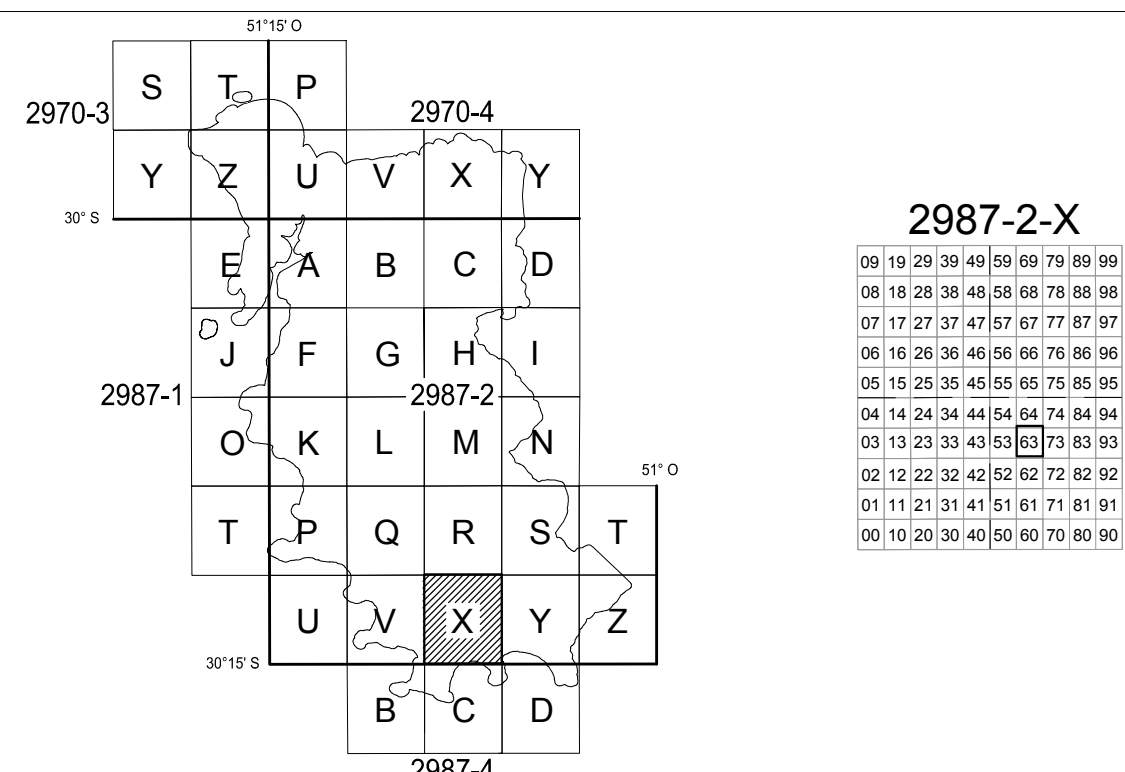 51°15' O
S T P
2970-3 2970-4
Y Z U V X Y
30° S
E A B C D
J F G H I
2987-1 2987-2
O K L M N
51° O
T P Q R S T
U V X Y Z
30°15' S
B C D
2987-4
2987-2-X
09 19 29 39 49 59 69 79 89 99
08 18 28 38 48 58 68 78 88 98
07 17 27 37 47 57 67 77 87 97
06 16 26 36 46 56 66 76 86 96
05 15 25 35 45 55 65 75 85 95
04 14 24 34 44 54 64 74 84 94
03 13 23 33 43 53 63 73 83 93
02 12 22 32 42 52 62 72 82 92
01 11 21 31 41 51 61 71 81 91
00 10 20 30 40 50 60 70 80 90